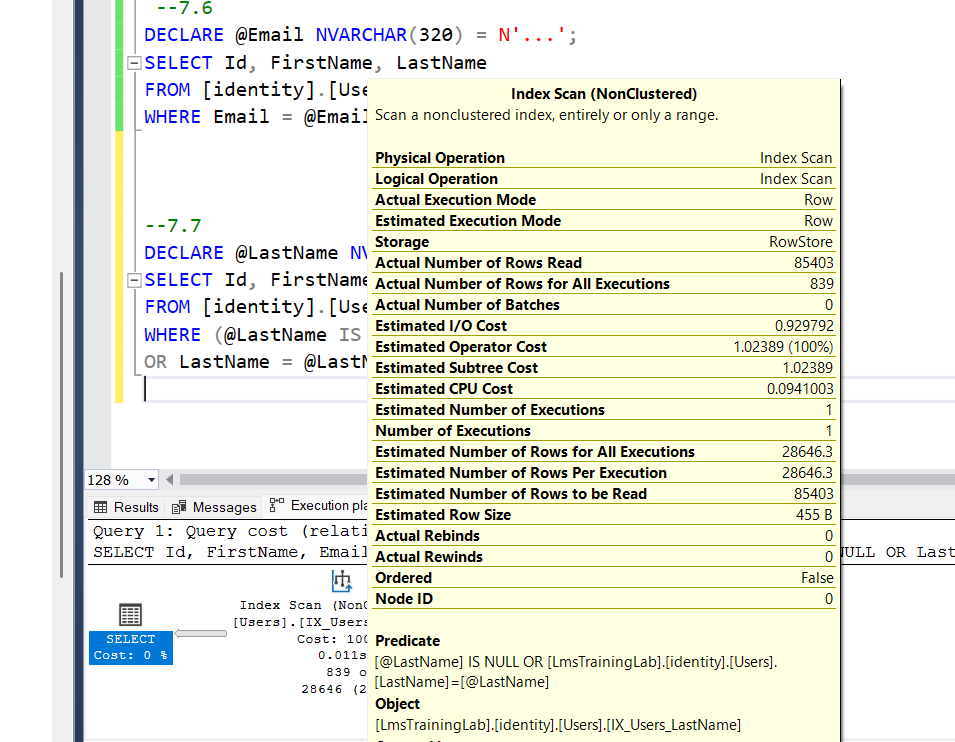 --7.6
DECLARE @Email NVARCHAR(320) = N'...';
SELECT Id, FirstName, LastName
FROM [identity].[Use
WHERE Email = @Email
--7.7
DECLARE @LastName NV
SELECT Id, FirstName
FROM [identity].[Use
WHERE (@LastName IS
OR LastName = @LastN
128 %
Results Messages Execution pla
Query 1: Query cost (relati
SELECT Id, FirstName, Email NULL OR Last
Index Scan (Non
[Users].[IX_Users
SELECT
Cost: 0 %
Cost: 100
0.011s
839 o
28646 (2
Index Scan (NonClustered)
Scan a nonclustered index, entirely or only a range.
Physical Operation Index Scan
Logical Operation Index Scan
Actual Execution Mode Row
Estimated Execution Mode Row
Storage RowStore
Actual Number of Rows Read 85403
Actual Number of Rows for All Executions 839
Actual Number of Batches 0
Estimated I/O Cost 0.929792
Estimated Operator Cost 1.02389 (100%)
Estimated Subtree Cost 1.02389
Estimated CPU Cost 0.0941003
Estimated Number of Executions 1
Number of Executions 1
Estimated Number of Rows for All Executions 28646.3
Estimated Number of Rows Per Execution 28646.3
Estimated Number of Rows to be Read 85403
Estimated Row Size 455 B
Actual Rebinds 0
Actual Rewinds 0
Ordered False
Node ID 0
Predicate
[@LastName] IS NULL OR [LmsTrainingLab].[identity].[Users].
[LastName]=[@LastName]
Object
[LmsTrainingLab].[identity].[Users].[IX_Users_LastName]